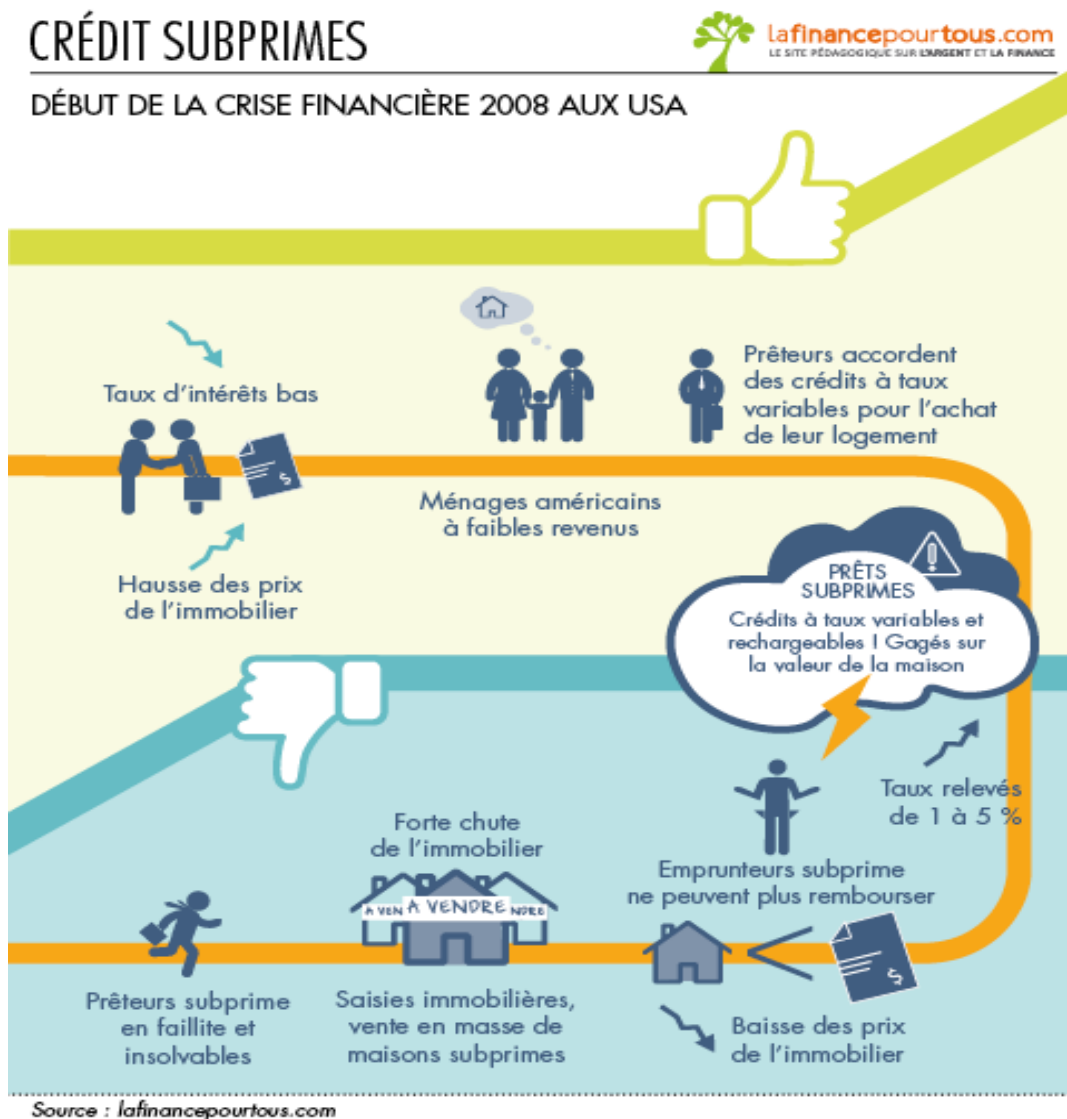 CRÉDIT SUBPRIMES
lafinancepourtous.com
LE SITE PÉDAGOGIQUE SUR L'ARGENT ET LA FINANCE
DÉBUT DE LA CRISE FINANCIÈRE 2008 AUX USA
Taux d'intérêts bas
$
Hausse des prix
de l'immobilier
Ménages américains
à faibles revenus
Prêteurs accordent
des crédits à taux
variables pour l'achat
de leur logement
PRÊTS
SUBPRIMES
Crédits à taux variables et
rechargeables ! Gagés sur
la valeur de la maison
Taux relevés
de 1 à 5 %
Emprunteurs subprime
ne peuvent plus rembourser
$
Baisse des prix
de l'immobilier
Forte chute
de l'immobilier
A VEN A VENDRE NDRE
Saisies immobilières,
vente en masse de
maisons subprimes
Prêteurs subprime
en faillite et
insolvables
Source : lafinancepourtous.com